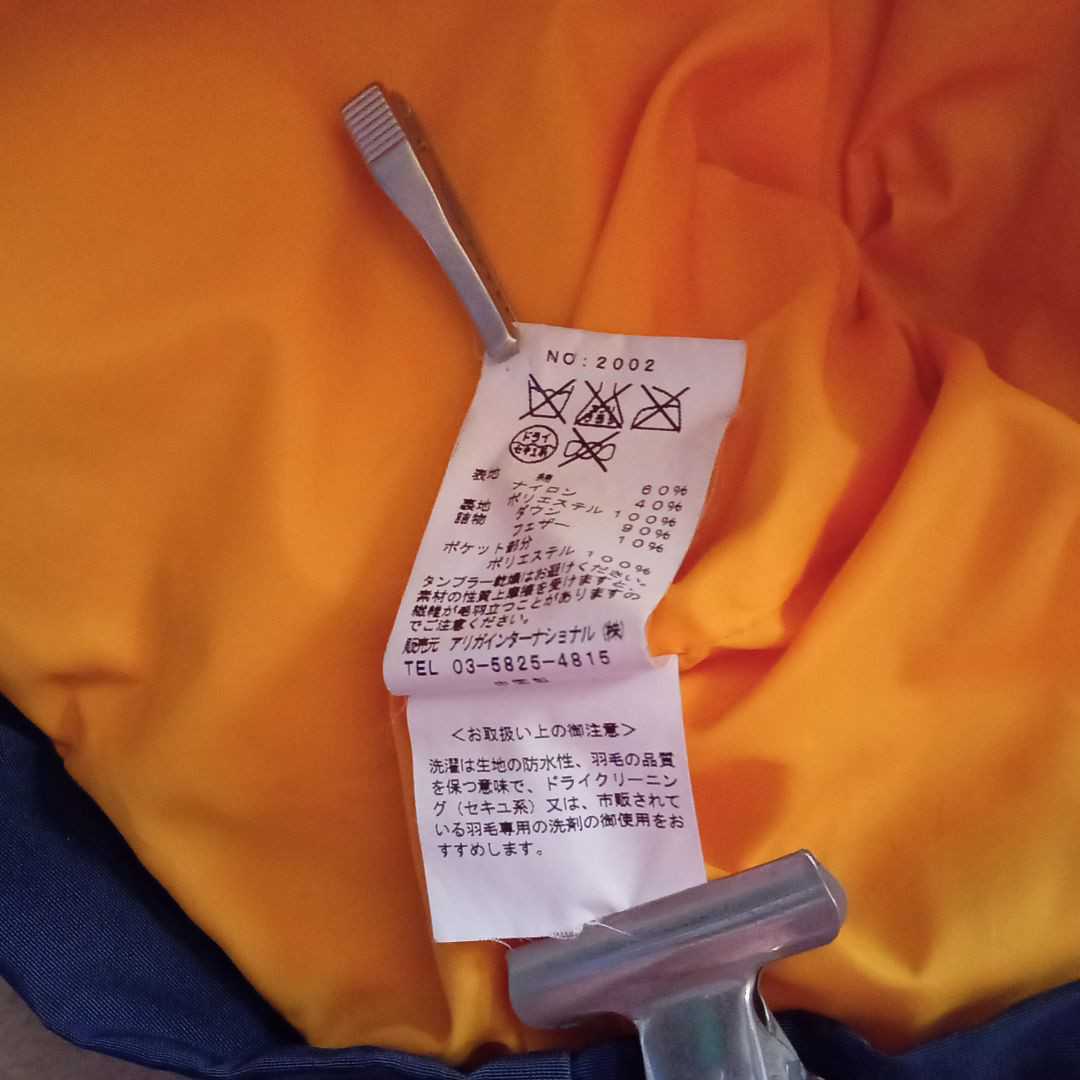 NO:2002
ドライ
セキユ系
表地 綿 60%
ナイロン 40%
裏地 ポリエステル 100%
詰物 ダウン 90%
フェザー 10%
ポケット部分
ポリエステル 100%
タンブラー乾燥はお避けください。
素材の性質上摩擦を受けますと、
繊維が毛羽立つことがありますの
でご注意ください。
販売元 アリガインターナショナル(株)
TEL 03-5825-4815
<お取扱い上の御注意>
洗濯は生地の防水性、羽毛の品質
を保つ意味で、ドライクリーニン
グ(セキユ系)又は、市販されて
いる羽毛専用の洗剤の御使用をお
すすめします。